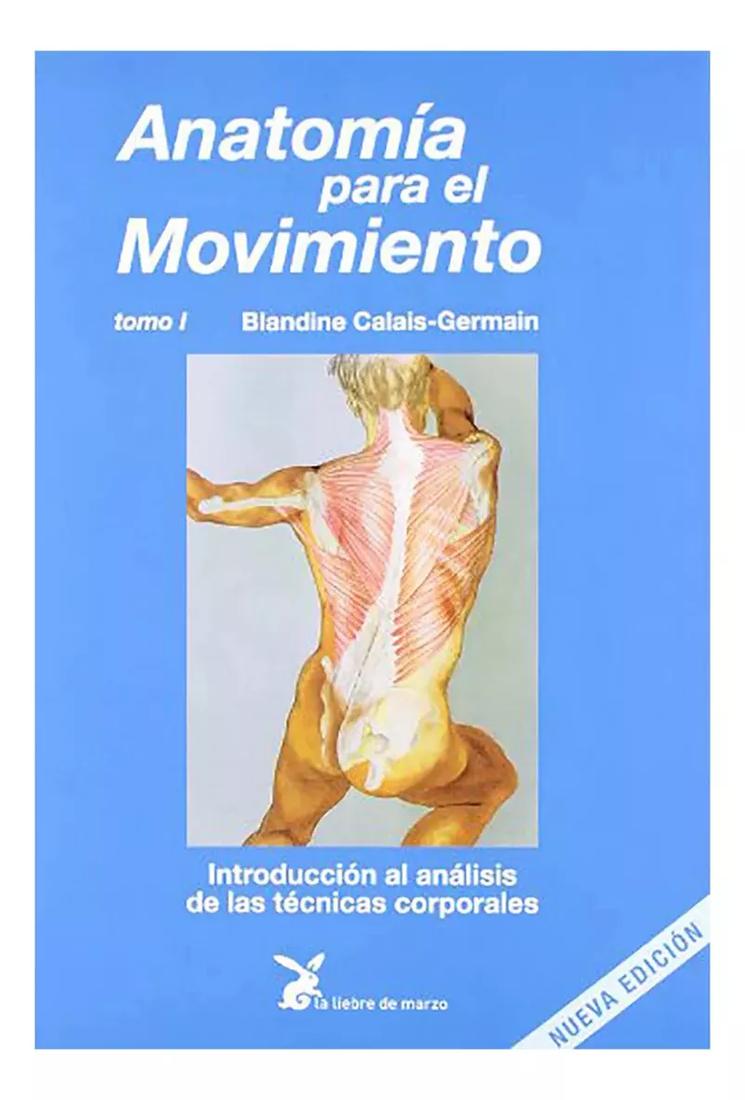 Anatomía
para el
Movimiento
tomo I Blandine Calais-Germain
Introducción al análisis
de las técnicas corporales
la liebre de marzo
NUEVA EDICIÓN